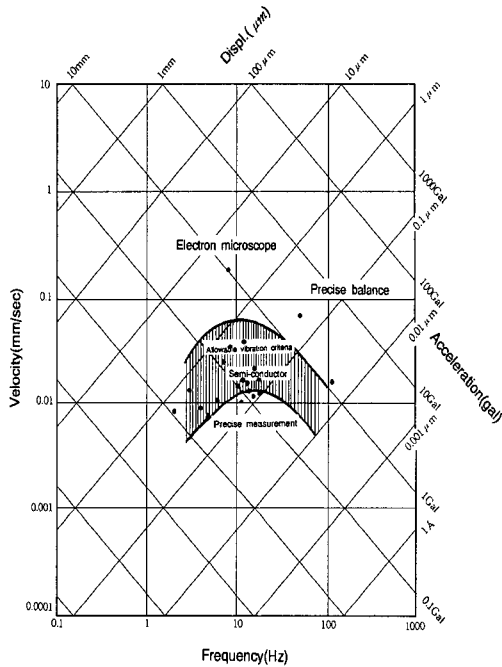 Displ.(μm)
10mm
1mm
100μm
10μm
1μm
10
1
0.1
0.01
0.001
0.0001
Velocity(mm/sec)
1000Gal
0.1μm
100Gal
0.01μm
10Gal
0.001μm
1Gal
1A
0.1Gal
Acceleration(gal)
Electron microscope
Precise balance
Allowable vibration criteria
Semi-conductor
Precise measurement
0.1
1
10
100
1000
Frequency(Hz)